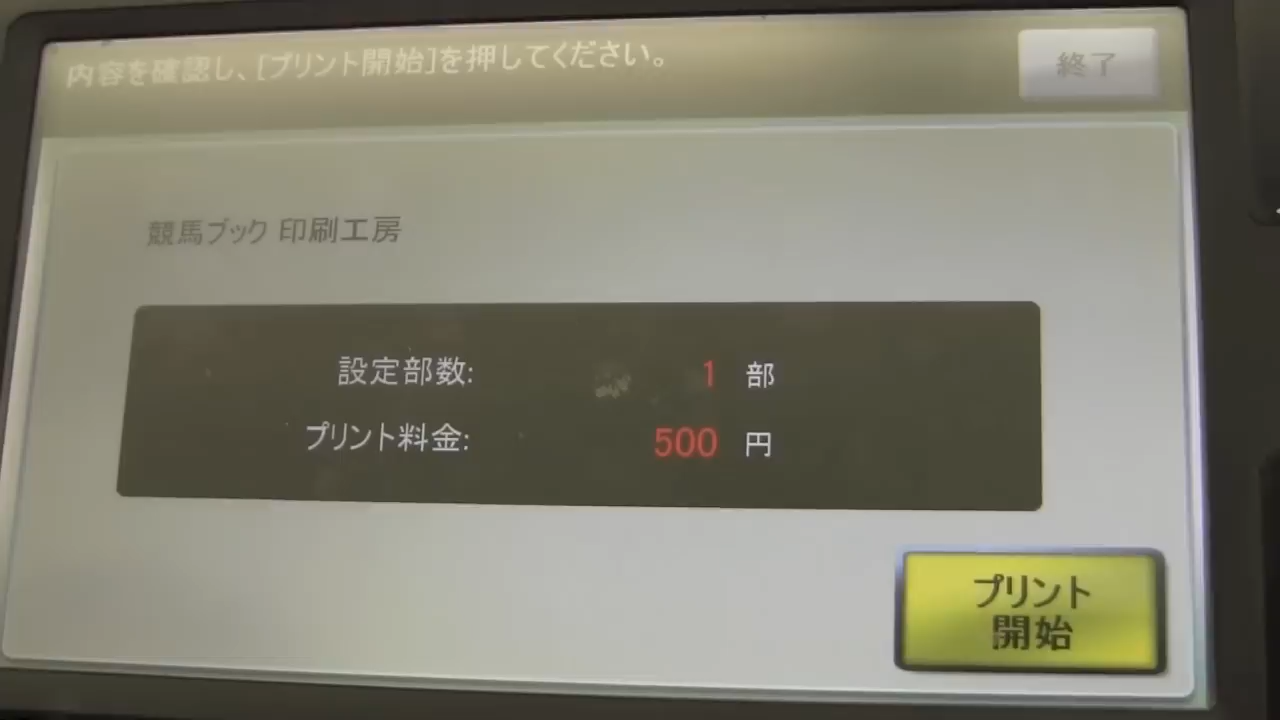 内容を確認し、[プリント開始]を押してください。
終了
競馬ブック 印刷工房
設定部数: 1 部
プリント料金: 500 円
プリント
開始